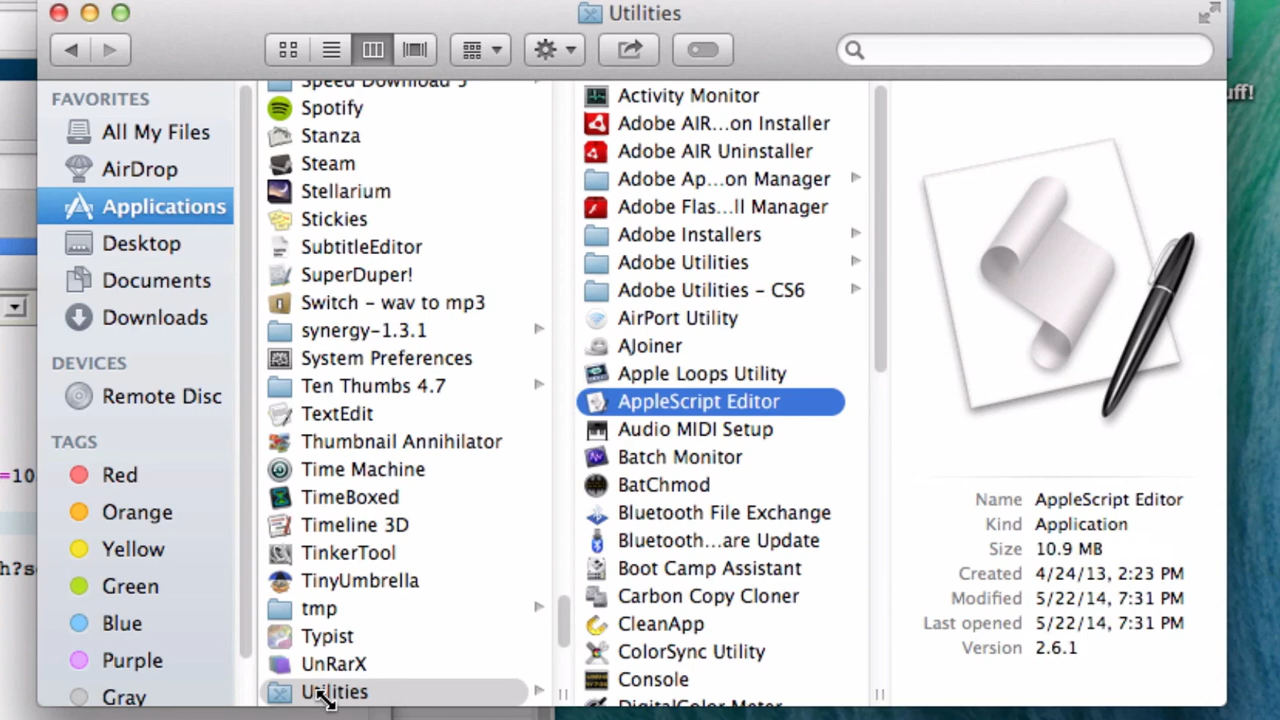 Utilities
uff!
FAVORITES
All My Files
AirDrop
Applications
Desktop
Documents
Downloads
DEVICES
Remote Disc
TAGS
Red
Orange
Yellow
Green
Blue
Purple
Gray
Speed Download 5
Spotify
Stanza
Steam
Stellarium
Stickies
SubtitleEditor
SuperDuper!
Switch – wav to mp3
synergy-1.3.1
System Preferences
Ten Thumbs 4.7
TextEdit
Thumbnail Annihilator
Time Machine
TimeBoxed
Timeline 3D
TinkerTool
TinyUmbrella
tmp
Typist
UnRarX
Utilities
Activity Monitor
Adobe AIR...on Installer
Adobe AIR Uninstaller
Adobe Ap...on Manager
Adobe Flas...ll Manager
Adobe Installers
Adobe Utilities
Adobe Utilities – CS6
AirPort Utility
AJoiner
Apple Loops Utility
AppleScript Editor
Audio MIDI Setup
Batch Monitor
BatChmod
Bluetooth File Exchange
Bluetooth...are Update
Boot Camp Assistant
Carbon Copy Cloner
CleanApp
ColorSync Utility
Console
DigitalColor Meter
Name AppleScript Editor
Kind Application
Size 10.9 MB
Created 4/24/13, 2:23 PM
Modified 5/22/14, 7:31 PM
Last opened 5/22/14, 7:31 PM
Version 2.6.1
=10
h?s